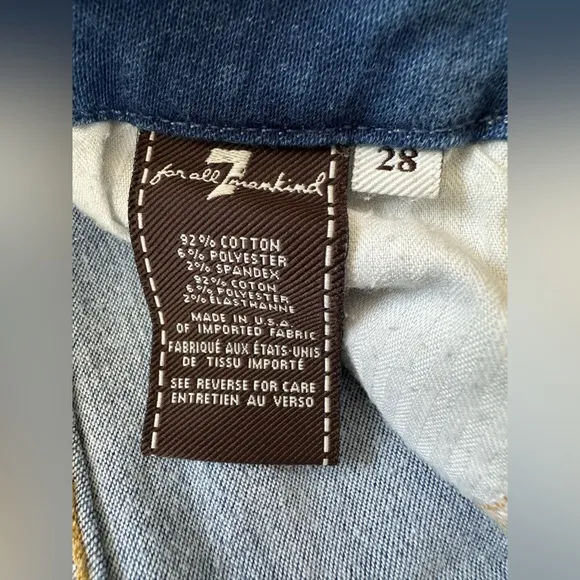 for all 7 mankind
28
92% COTTON
6% POLYESTER
2% SPANDEX
92% COTON
6% POLYESTER
2% ELASTHANNE
MADE IN U.S.A.
OF IMPORTED FABRIC
FABRIQUÉ AUX ÉTATS-UNIS
DE TISSU IMPORTÉ
SEE REVERSE FOR CARE
ENTRETIEN AU VERSO